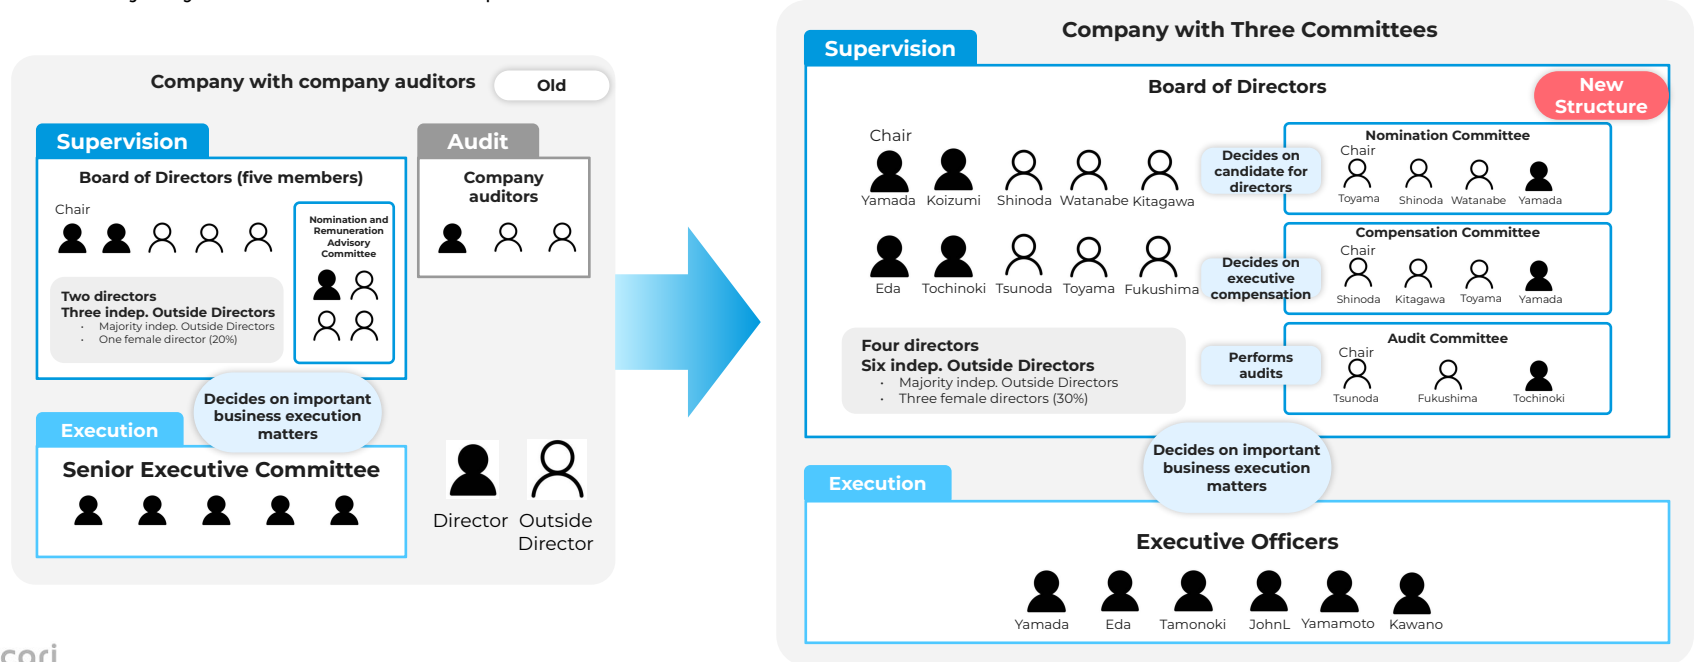 Company with company auditors
Old
Supervision
Board of Directors (five members)
Chair
Nomination and
Remuneration
Advisory
Committee
Two directors
Three indep. Outside Directors
• Majority indep. Outside Directors
• One female director (20%)
Audit
Company
auditors
Decides on important
business execution
matters
Execution
Senior Executive Committee
Director
Outside
Director
Company with Three Committees
Supervision
Board of Directors
New
Structure
Chair
Yamada Koizumi Shinoda Watanabe Kitagawa
Eda Tochinoki Tsunoda Toyama Fukushima
Four directors
Six indep. Outside Directors
• Majority indep. Outside Directors
• Three female directors (30%)
Decides on
candidate for
directors
Nomination Committee
Chair
Toyama Shinoda Watanabe Yamada
Decides on
executive
compensation
Compensation Committee
Chair
Shinoda Kitagawa Toyama Yamada
Performs
audits
Audit Committee
Chair
Tsunoda Fukushima Tochinoki
Decides on important
business execution
matters
Execution
Executive Officers
Yamada Eda Tamonoki JohnL Yamamoto Kawano